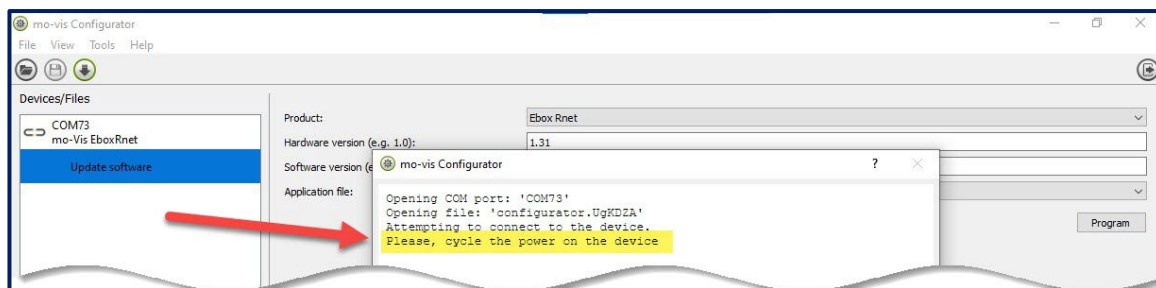 mo-vis Configurator
File View Tools Help
Devices/Files
COM73
mo-Vis EboxRnet
Update software
Product:
Ebox Rnet
Hardware version (e.g. 1.0):
1.31
Software version (e
Application file:
Program
mo-vis Configurator
?
Opening COM port: 'COM73'
Opening file: 'configurator.UgKDZA'
Attempting to connect to the device.
Please, cycle the power on the device